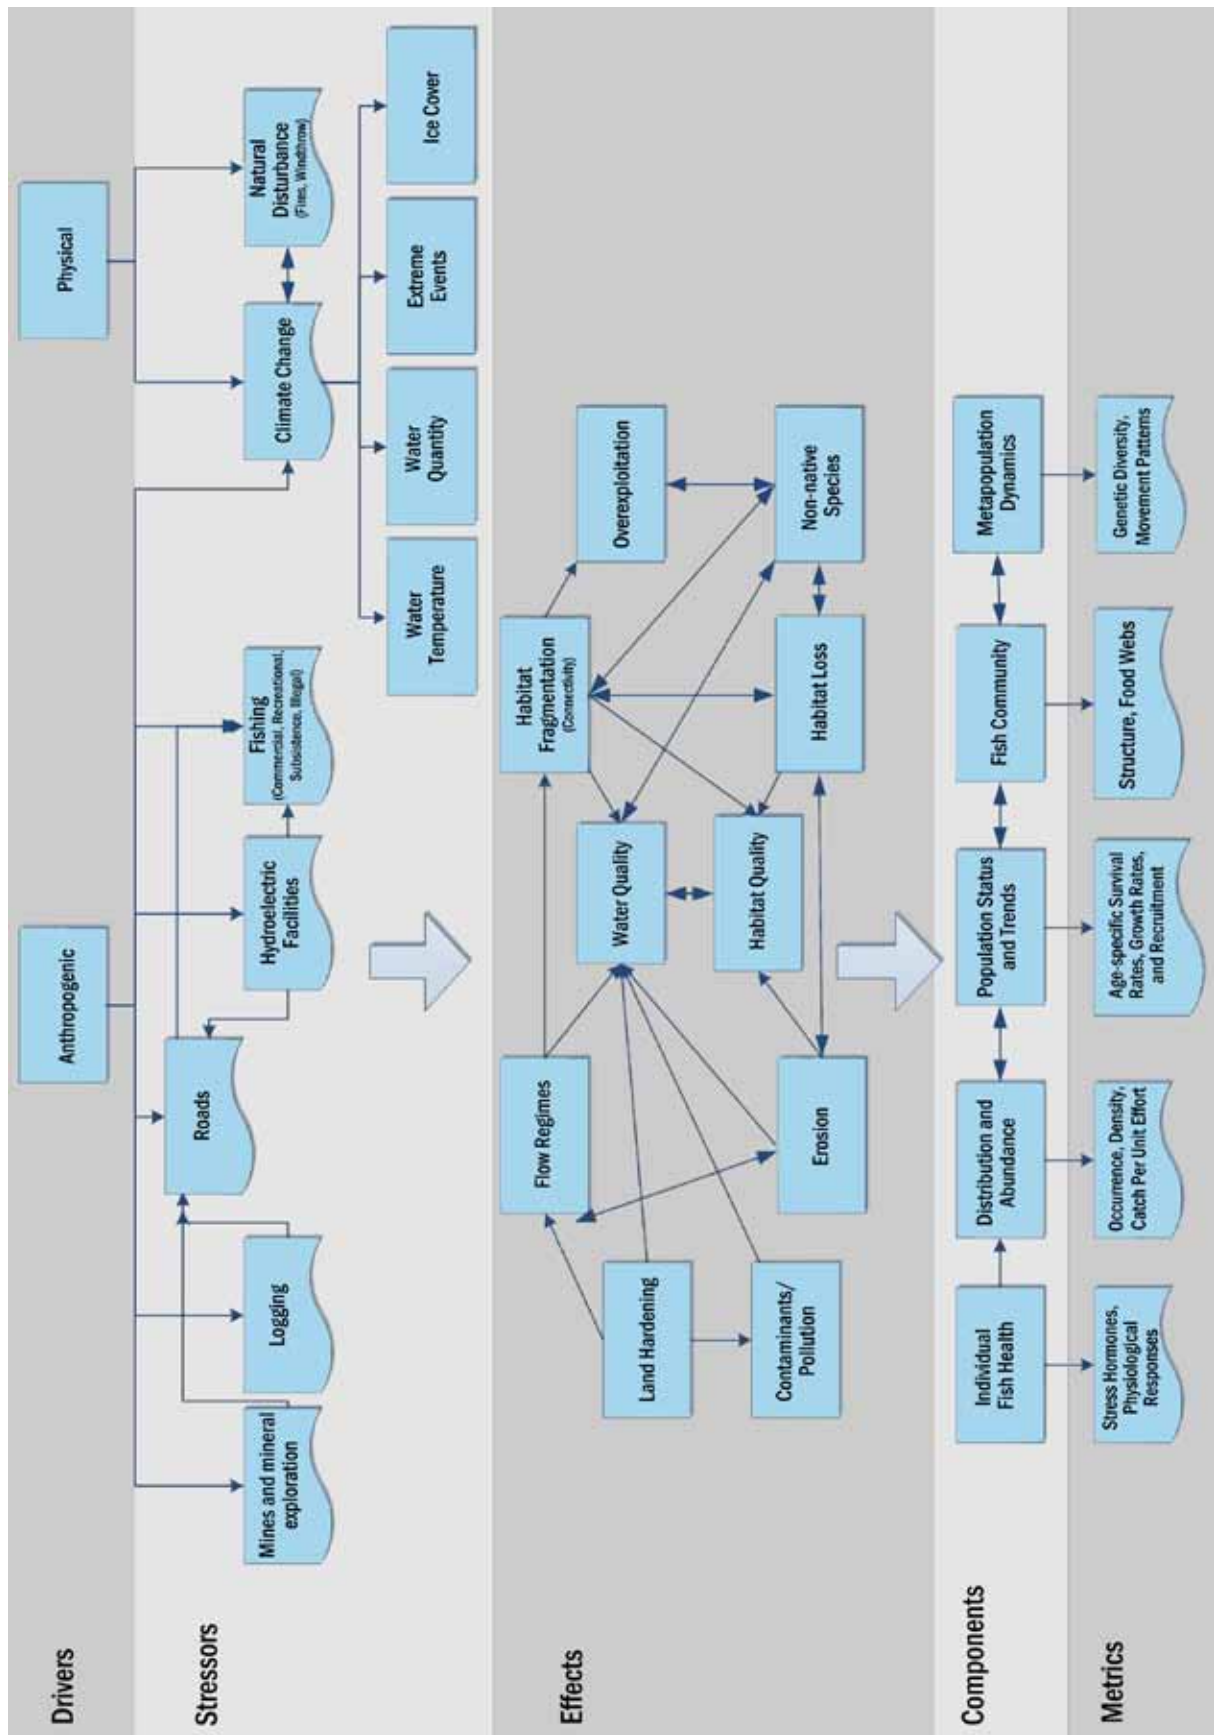 Drivers
Anthropogenic
Physical
Stressors
Roads
Mines and mineral
exploration
Logging
Hydroelectric
Facilities
Fishing
(Commercial, Recreational,
Subsistence, Illegal)
Climate Change
Natural
Disturbance
(Fires, Windthrow)
Water
Temperature
Water
Quantity
Extreme
Events
Ice Cover
Effects
Flow Regimes
Habitat
Fragmentation
(Connectivity)
Land Hardening
Water Quality
Overexploitation
Habitat Quality
Contaminants/
Pollution
Erosion
Habitat Loss
Non-native
Species
Components
Individual
Fish Health
Distribution and
Abundance
Population Status
and Trends
Fish Community
Metapopulation
Dynamics
Metrics
Stress Hormones,
Physiological
Responses
Occurrence, Density,
Catch Per Unit Effort
Age-specific Survival
Rates, Growth Rates,
and Recruitment
Structure, Food Webs
Genetic Diversity,
Movement Patterns